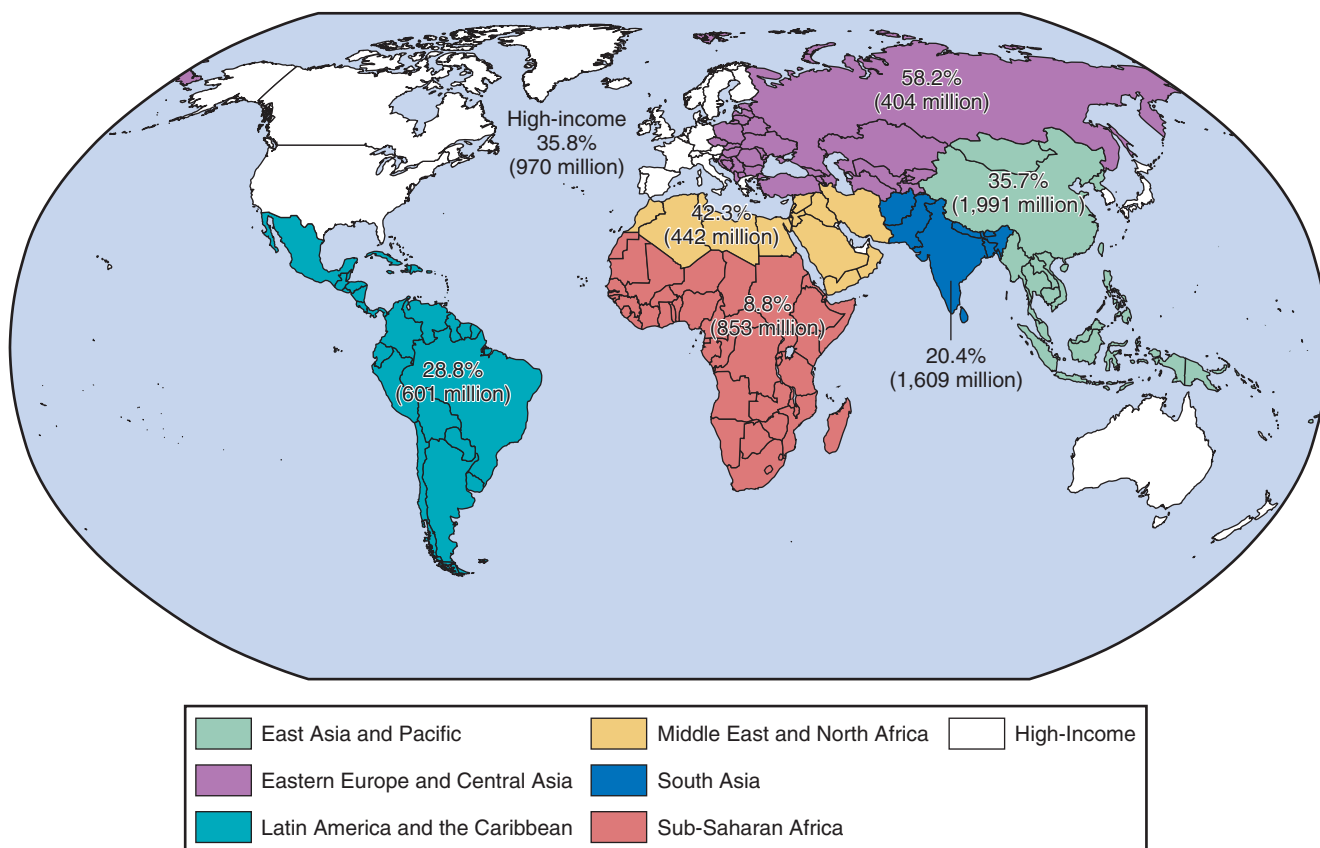 58.2%
(404 million)
High-income
35.8%
(970 million)
35.7%
(1,991 million)
42.3%
(442 million)
8.8%
(853 million)
20.4%
(1,609 million)
28.8%
(601 million)
East Asia and Pacific
Middle East and North Africa
High-Income
Eastern Europe and Central Asia
South Asia
Latin America and the Caribbean
Sub-Saharan Africa